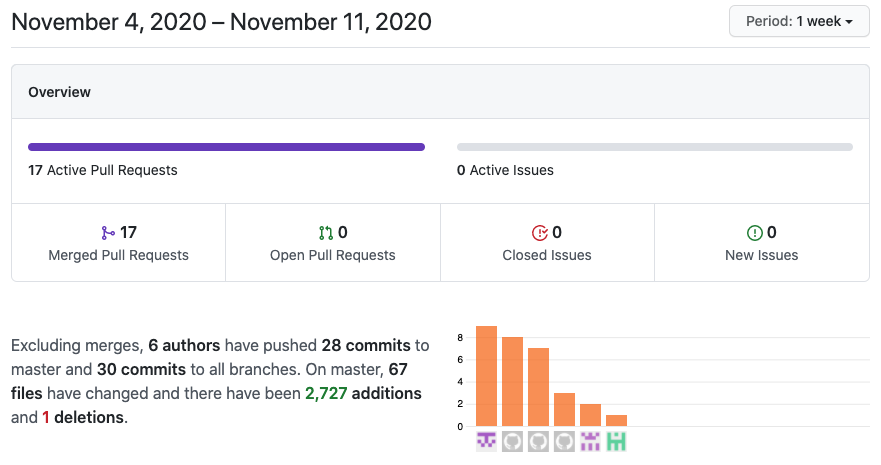 November 4, 2020 – November 11, 2020
Period: 1 week
Overview
17 Active Pull Requests
0 Active Issues
17
Merged Pull Requests
0
Open Pull Requests
0
Closed Issues
0
New Issues
Excluding merges, 6 authors have pushed 28 commits to
master and 30 commits to all branches. On master, 67
files have changed and there have been 2,727 additions
and 1 deletions.
8
6
4
2
0